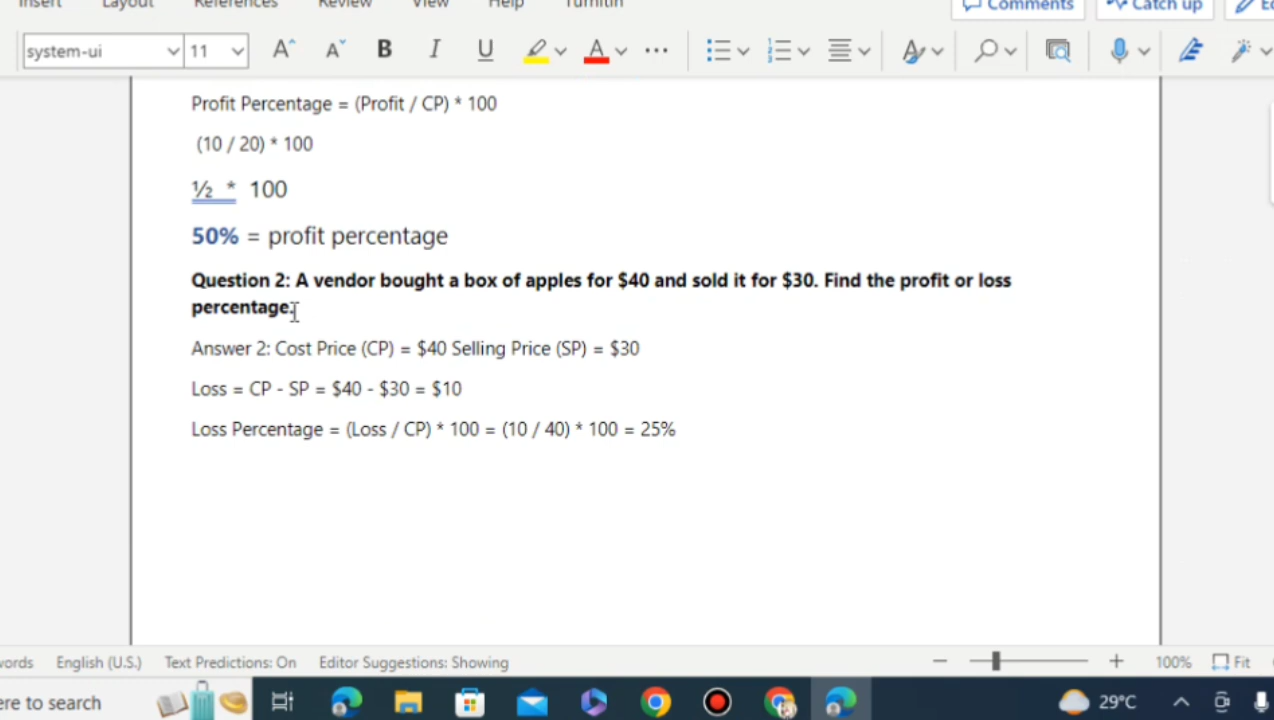 Insert Layout References Review View Help Turnitin
Comments Catch up
system-ui 11
Profit Percentage = (Profit / CP) * 100
(10 / 20) * 100
½ * 100
50% = profit percentage
Question 2: A vendor bought a box of apples for $40 and sold it for $30. Find the profit or loss
percentage.
Answer 2: Cost Price (CP) = $40 Selling Price (SP) = $30
Loss = CP - SP = $40 - $30 = $10
Loss Percentage = (Loss / CP) * 100 = (10 / 40) * 100 = 25%
words English (U.S.) Text Predictions: On Editor Suggestions: Showing 100% Fit
ere to search 29°C